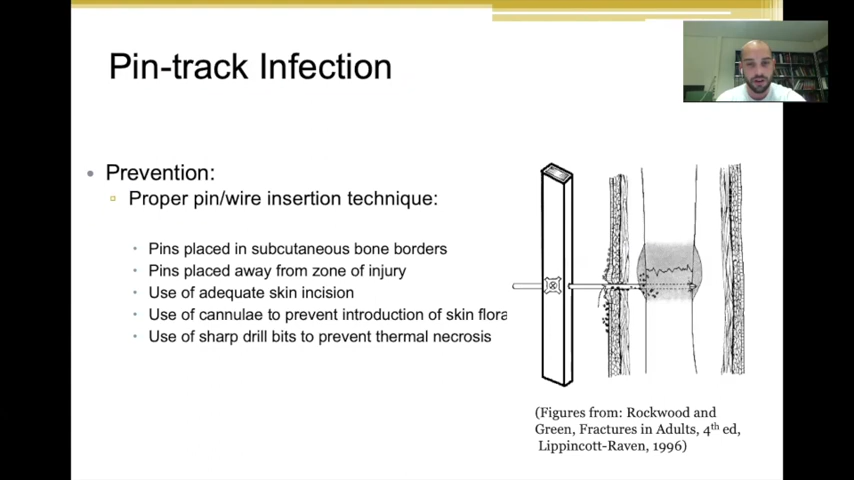 Pin-track Infection
Prevention:
Proper pin/wire insertion technique:
Pins placed in subcutaneous bone borders
Pins placed away from zone of injury
Use of adequate skin incision
Use of cannulae to prevent introduction of skin flora
Use of sharp drill bits to prevent thermal necrosis
(Figures from: Rockwood and
Green, Fractures in Adults, 4th ed,
Lippincott-Raven, 1996)